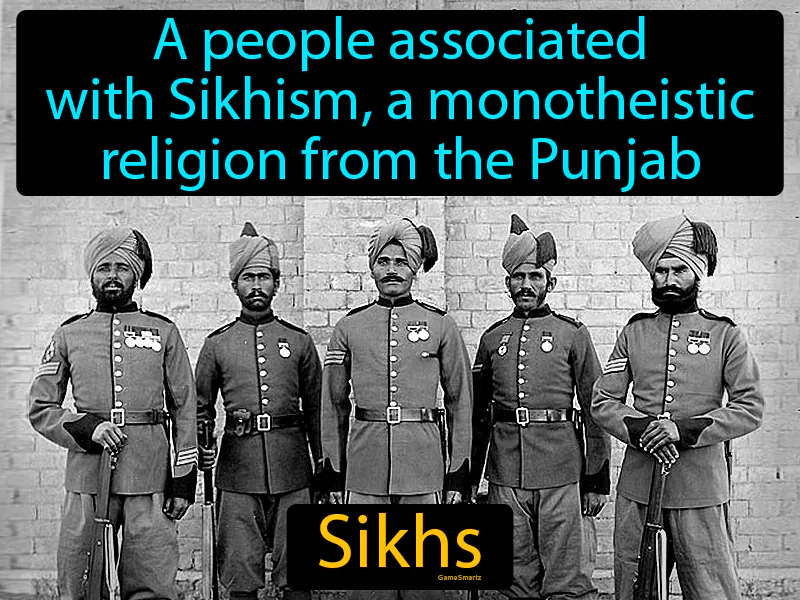 A people associated
with Sikhism, a monotheistic
religion from the Punjab
Sikhs
GameSmartz